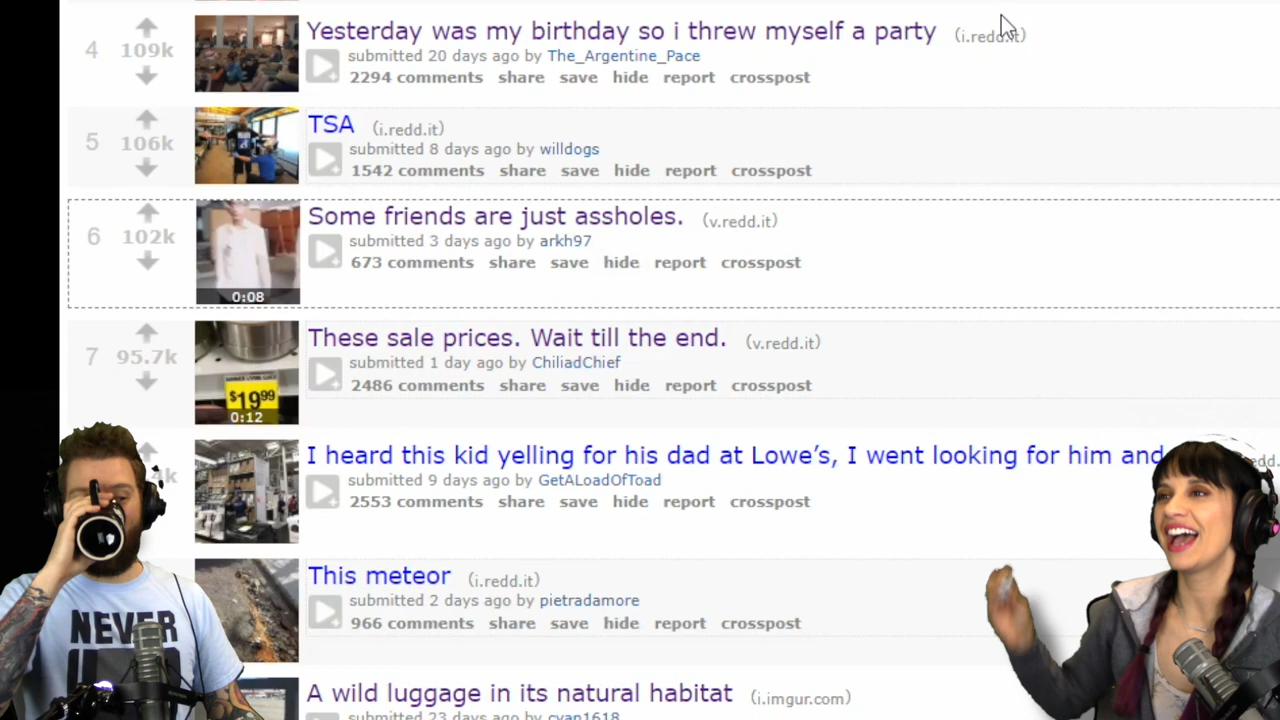 4
109k
Yesterday was my birthday so i threw myself a party (i.redd.it)
submitted 20 days ago by The_Argentine_Pace
2294 comments share save hide report crosspost
5
106k
TSA (i.redd.it)
submitted 8 days ago by willdogs
1542 comments share save hide report crosspost
6
102k
0:08
Some friends are just assholes. (v.redd.it)
submitted 3 days ago by arkh97
673 comments share save hide report crosspost
7
95.7k
$19.99
0:12
These sale prices. Wait till the end. (v.redd.it)
submitted 1 day ago by ChiliadChief
2486 comments share save hide report crosspost
I heard this kid yelling for his dad at Lowe's, I went looking for him and
submitted 9 days ago by GetALoadOfToad
2553 comments share save hide report crosspost
This meteor (i.redd.it)
submitted 2 days ago by pietradamore
966 comments share save hide report crosspost
A wild luggage in its natural habitat (i.imgur.com)
submitted 23 days ago by cyan1618
NEVER